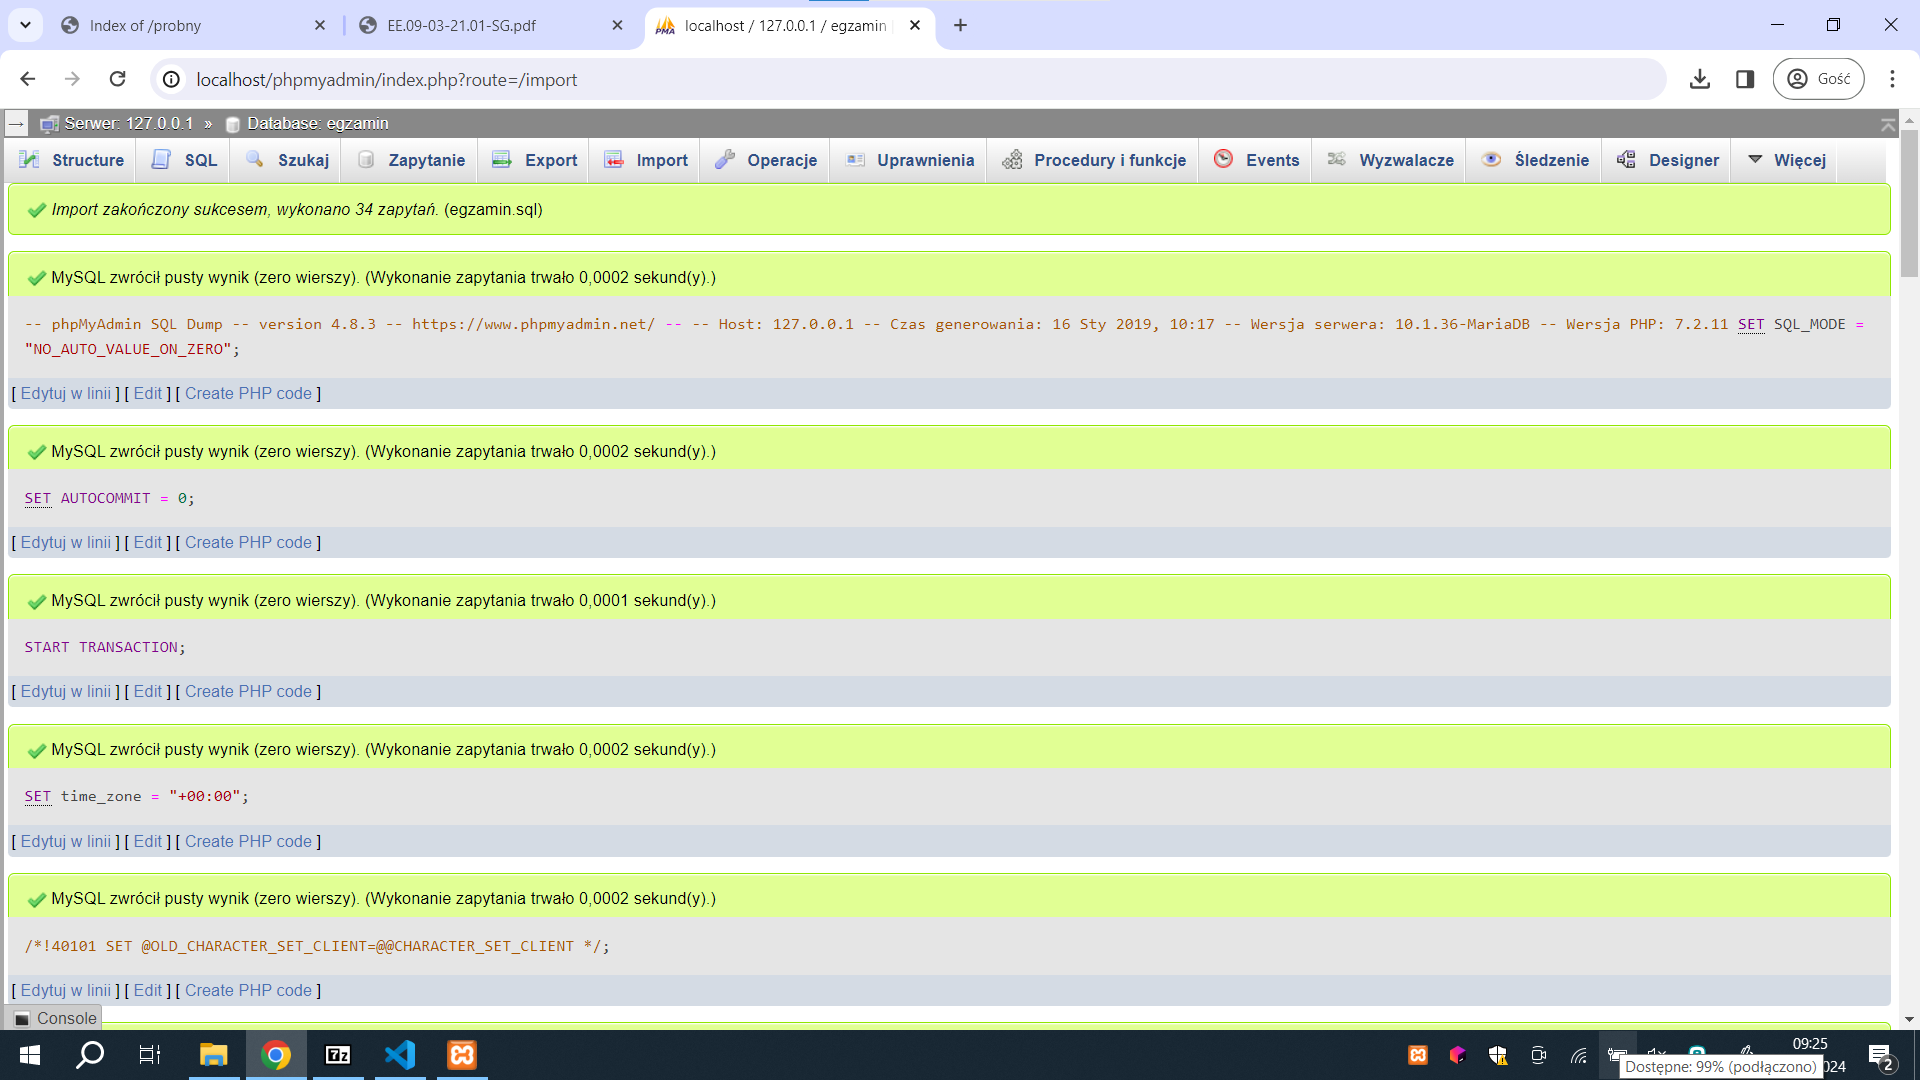 Index of /probny
EE.09-03-21.01-SG.pdf
localhost / 127.0.0.1 / egzamin
localhost/phpmyadmin/index.php?route=/import
Gość
Serwer: 127.0.0.1 » Database: egzamin
Structure SQL Szukaj Zapytanie Export Import Operacje Uprawnienia Procedury i funkcje Events Wyzwalacze Śledzenie Designer Więcej
Import zakończony sukcesem, wykonano 34 zapytań. (egzamin.sql)
MySQL zwrócił pusty wynik (zero wierszy). (Wykonanie zapytania trwało 0,0002 sekund(y).)
-- phpMyAdmin SQL Dump -- version 4.8.3 -- https://www.phpmyadmin.net/ -- -- Host: 127.0.0.1 -- Czas generowania: 16 Sty 2019, 10:17 -- Wersja serwera: 10.1.36-MariaDB -- Wersja PHP: 7.2.11 SET SQL_MODE =
"NO_AUTO_VALUE_ON_ZERO";
[ Edytuj w linii ] [ Edit ] [ Create PHP code ]
MySQL zwrócił pusty wynik (zero wierszy). (Wykonanie zapytania trwało 0,0002 sekund(y).)
SET AUTOCOMMIT = 0;
[ Edytuj w linii ] [ Edit ] [ Create PHP code ]
MySQL zwrócił pusty wynik (zero wierszy). (Wykonanie zapytania trwało 0,0001 sekund(y).)
START TRANSACTION;
[ Edytuj w linii ] [ Edit ] [ Create PHP code ]
MySQL zwrócił pusty wynik (zero wierszy). (Wykonanie zapytania trwało 0,0002 sekund(y).)
SET time_zone = "+00:00";
[ Edytuj w linii ] [ Edit ] [ Create PHP code ]
MySQL zwrócił pusty wynik (zero wierszy). (Wykonanie zapytania trwało 0,0002 sekund(y).)
/*!40101 SET @OLD_CHARACTER_SET_CLIENT=@@CHARACTER_SET_CLIENT */;
[ Edytuj w linii ] [ Edit ] [ Create PHP code ]
Console
09:25
Dostępne: 99% (podłączono)
024
2